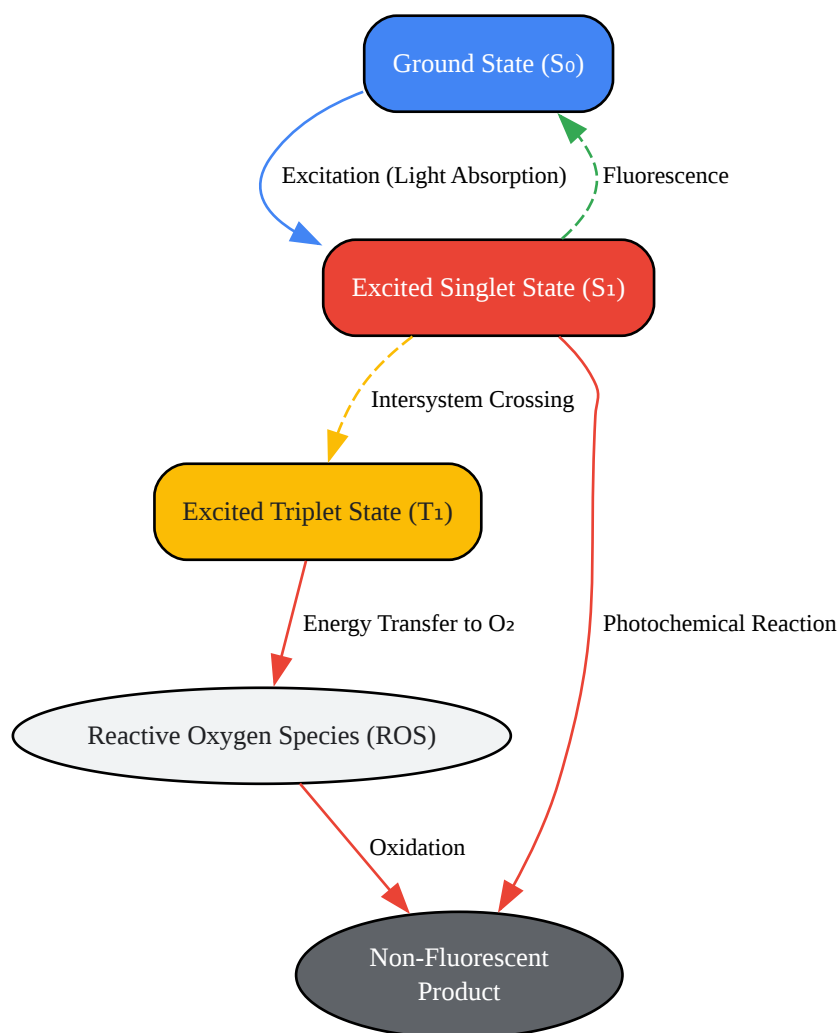 Ground State (S₀)
Excitation (Light Absorption)
Fluorescence
Excited Singlet State (S₁)
Intersystem Crossing
Excited Triplet State (T₁)
Energy Transfer to O₂
Photochemical Reaction
Reactive Oxygen Species (ROS)
Oxidation
Non-Fluorescent
Product